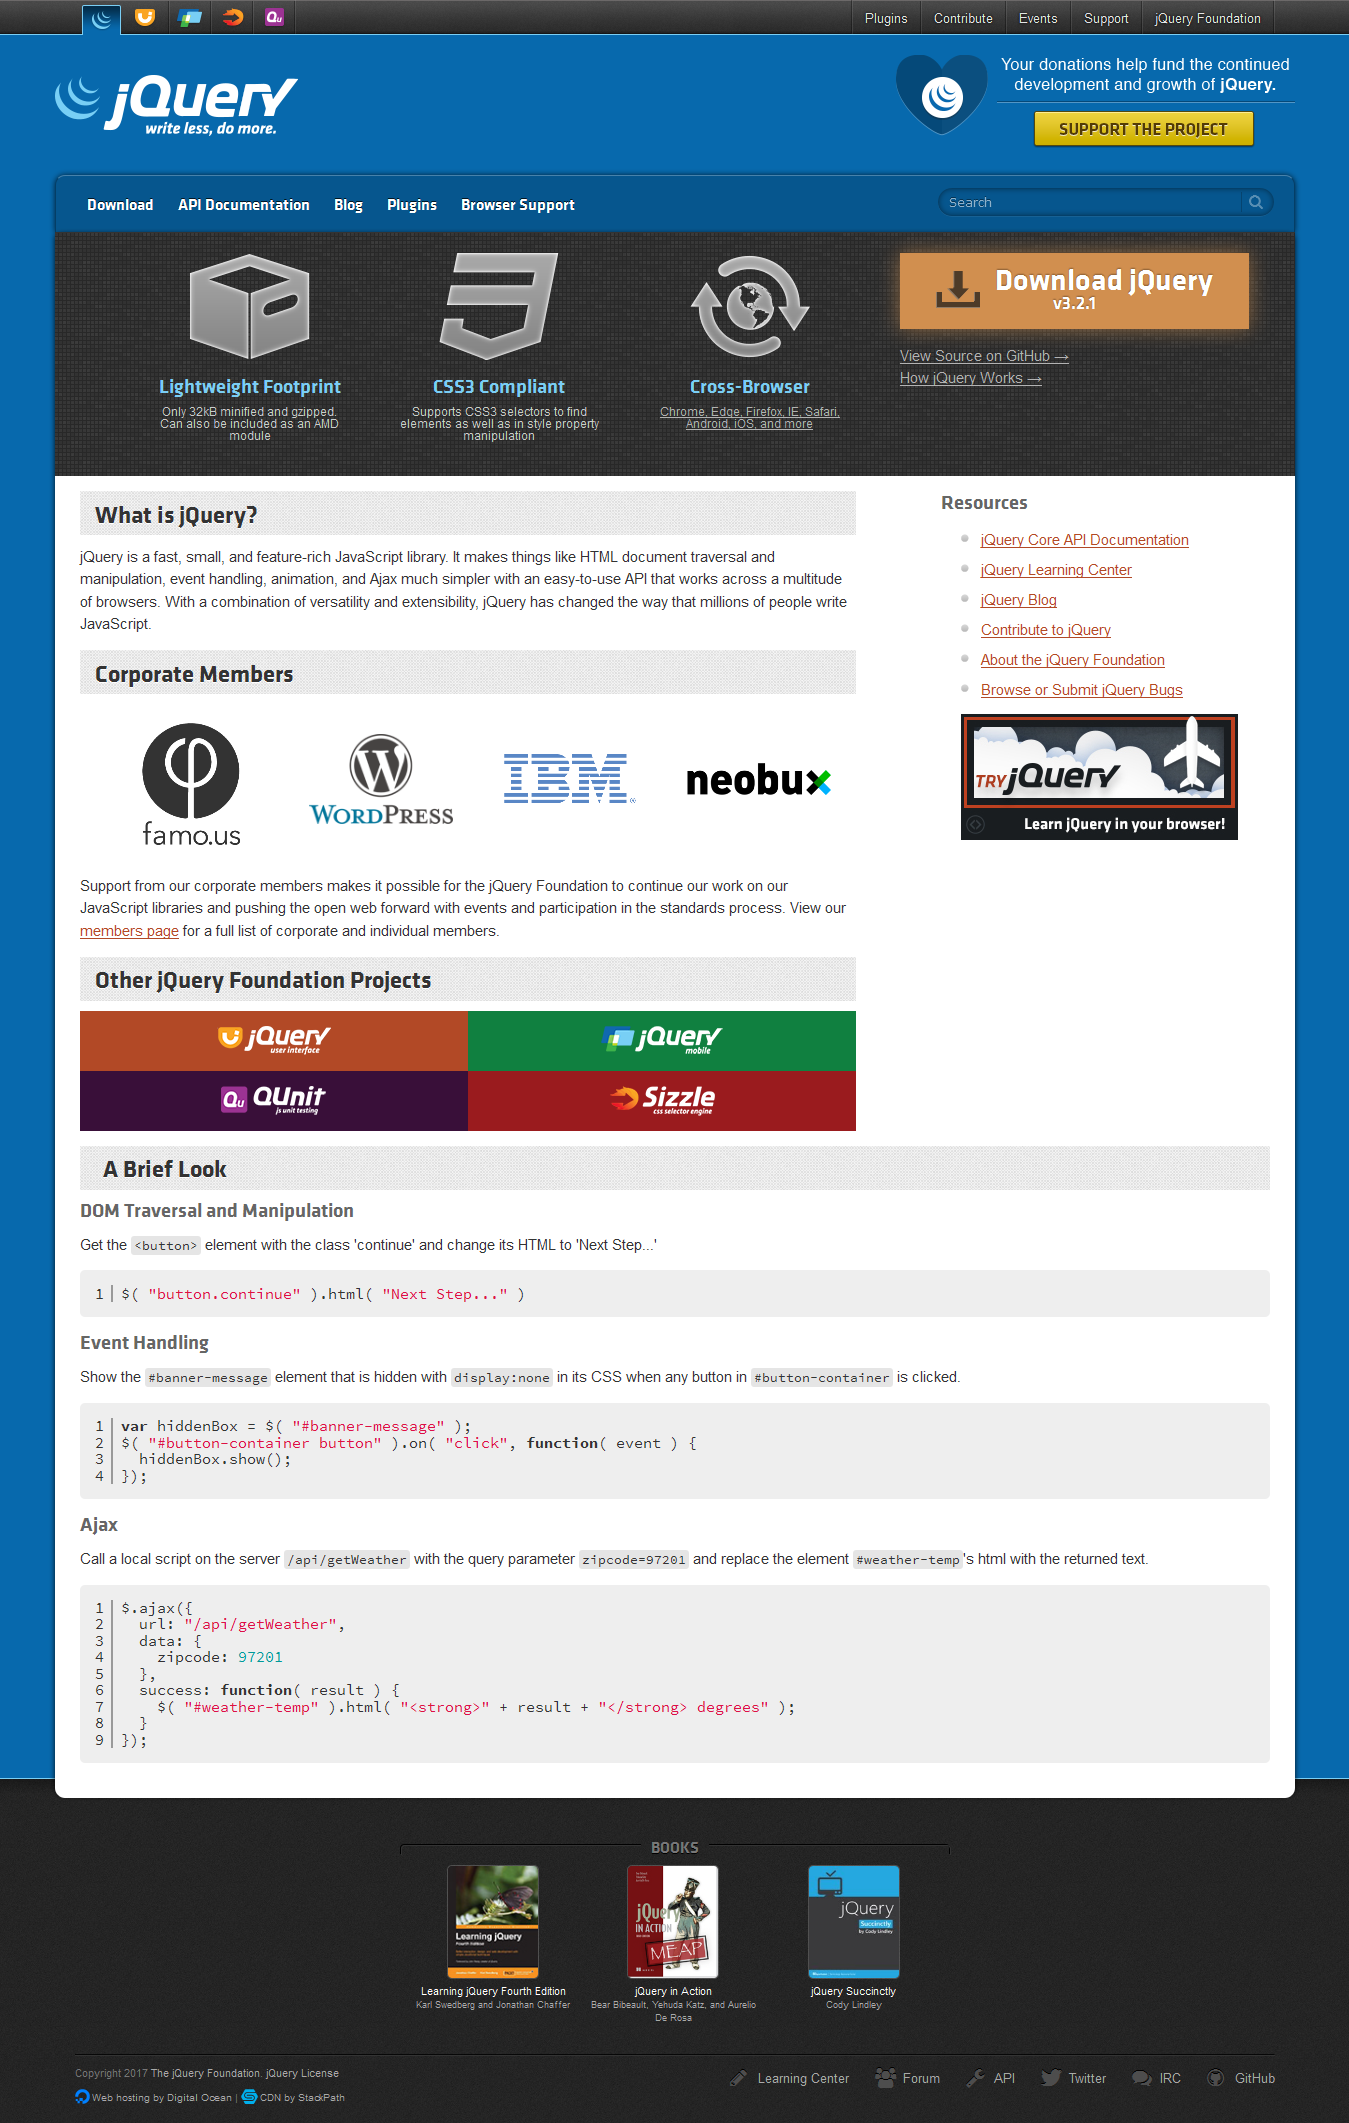 Plugins Contribute Events Support jQuery Foundation
jQuery
write less, do more.
Your donations help fund the continued
development and growth of jQuery.
SUPPORT THE PROJECT
Download API Documentation Blog Plugins Browser Support
Search
Lightweight Footprint
Only 32kB minified and gzipped.
Can also be included as an AMD
module
CSS3 Compliant
Supports CSS3 selectors to find
elements as well as in style property
manipulation
Cross-Browser
Chrome, Edge, Firefox, IE, Safari,
Android, iOS, and more
Download jQuery
v3.2.1
View Source on GitHub →
How jQuery Works →
What is jQuery?
jQuery is a fast, small, and feature-rich JavaScript library. It makes things like HTML document traversal and
manipulation, event handling, animation, and Ajax much simpler with an easy-to-use API that works across a multitude
of browsers. With a combination of versatility and extensibility, jQuery has changed the way that millions of people write
JavaScript.
Resources
jQuery Core API Documentation
jQuery Learning Center
jQuery Blog
Contribute to jQuery
About the jQuery Foundation
Browse or Submit jQuery Bugs
TRY jQuery
Learn jQuery in your browser!
Corporate Members
famo.us
W
WORDPRESS
IBM®
neobux
Support from our corporate members makes it possible for the jQuery Foundation to continue our work on our
JavaScript libraries and pushing the open web forward with events and participation in the standards process. View our
members page for a full list of corporate and individual members.
Other jQuery Foundation Projects
jQuery
user interface
jQuery
mobile
Qu QUnit
js unit testing
Sizzle
css selector engine
A Brief Look
DOM Traversal and Manipulation
Get the <button> element with the class 'continue' and change its HTML to 'Next Step...'
1 $( "button.continue" ).html( "Next Step..." )
Event Handling
Show the #banner-message element that is hidden with display:none in its CSS when any button in #button-container is clicked.
1 var hiddenBox = $( "#banner-message" );
2 $( "#button-container button" ).on( "click", function( event ) {
3   hiddenBox.show();
4 });
Ajax
Call a local script on the server /api/getWeather with the query parameter zipcode=97201 and replace the element #weather-temp's html with the returned text.
1 $.ajax({
2   url: "/api/getWeather",
3   data: {
4     zipcode: 97201
5   },
6   success: function( result ) {
7     $( "#weather-temp" ).html( "<strong>" + result + "</strong> degrees" );
8   }
9 });
BOOKS
Learning jQuery
Fourth Edition
Learning jQuery Fourth Edition
Karl Swedberg and Jonathan Chaffer
jQuery
IN ACTION
MEAP
jQuery in Action
Bear Bibeault, Yehuda Katz, and Aurelio
De Rosa
jQuery
Succinctly
by Cody Lindley
jQuery Succinctly
Cody Lindley
Copyright 2017 The jQuery Foundation. jQuery License
Web hosting by Digital Ocean | CDN by StackPath
Learning Center Forum API Twitter IRC GitHub